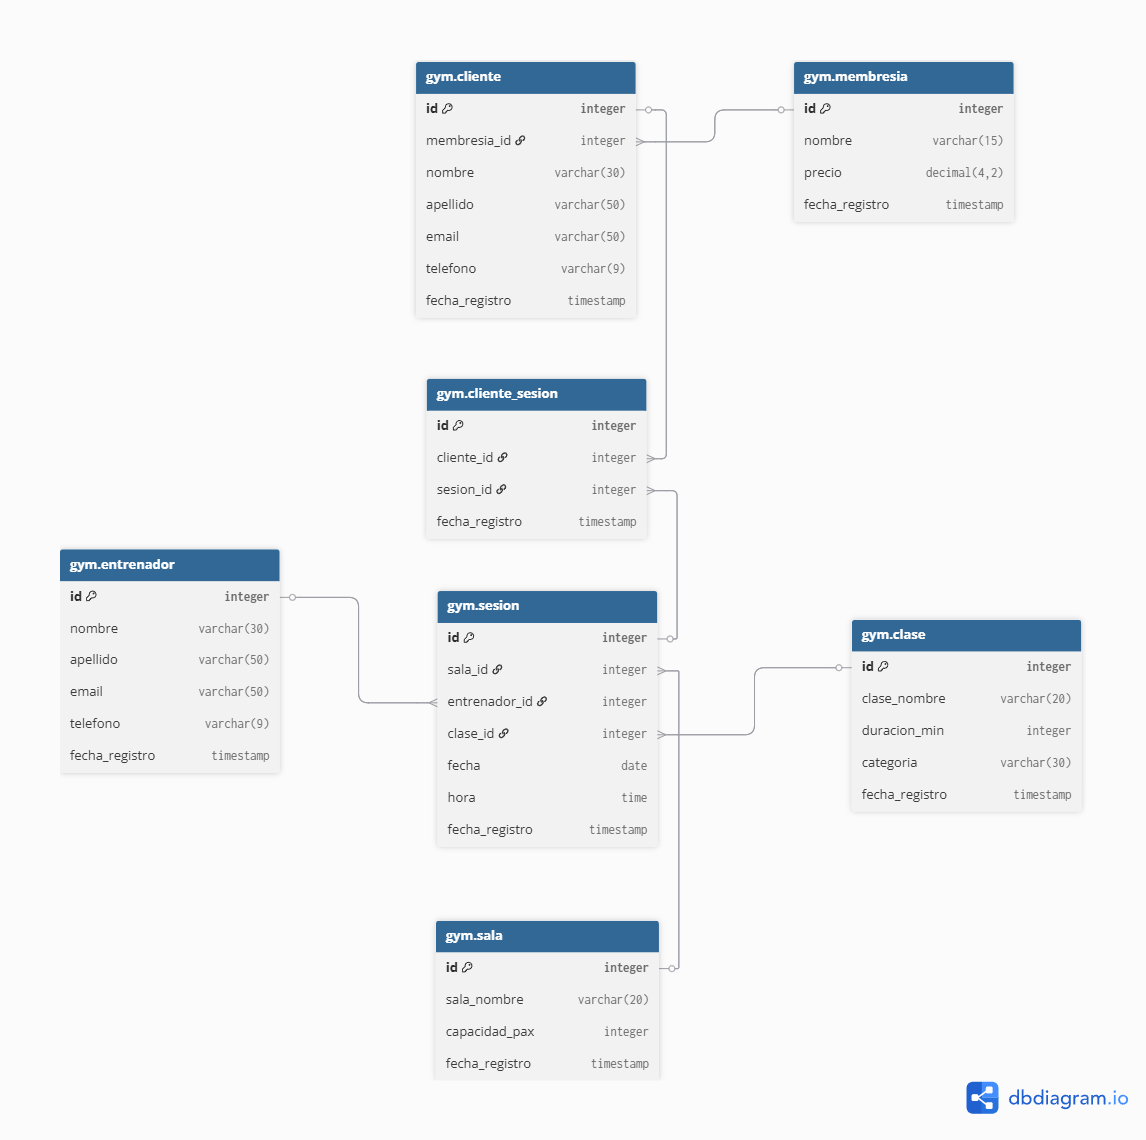 gym.cliente
id integer
membresia_id integer
nombre varchar(30)
apellido varchar(50)
email varchar(50)
telefono varchar(9)
fecha_registro timestamp
gym.membresia
id integer
nombre varchar(15)
precio decimal(4,2)
fecha_registro timestamp
gym.cliente_sesion
id integer
cliente_id integer
sesion_id integer
fecha_registro timestamp
gym.entrenador
id integer
nombre varchar(30)
apellido varchar(50)
email varchar(50)
telefono varchar(9)
fecha_registro timestamp
gym.sesion
id integer
sala_id integer
entrenador_id integer
clase_id integer
fecha date
hora time
fecha_registro timestamp
gym.clase
id integer
clase_nombre varchar(20)
duracion_min integer
categoria varchar(30)
fecha_registro timestamp
gym.sala
id integer
sala_nombre varchar(20)
capacidad_pax integer
fecha_registro timestamp
dbdiagram.io